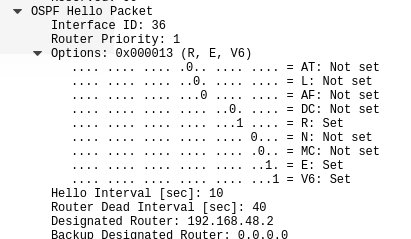 OSPF Hello Packet
Interface ID: 36
Router Priority: 1
Options: 0x000013 (R, E, V6)
.... .... .... .0.. .... .... = AT: Not set
.... .... .... ..0. .... .... = L: Not set
.... .... .... ...0 .... .... = AF: Not set
.... .... .... .... ..0. .... = DC: Not set
.... .... .... .... ...1 .... = R: Set
.... .... .... .... .... 0... = N: Not set
.... .... .... .... .... .0.. = MC: Not set
.... .... .... .... .... ..1. = E: Set
.... .... .... .... .... ...1 = V6: Set
Hello Interval [sec]: 10
Router Dead Interval [sec]: 40
Designated Router: 192.168.48.2
Backup Designated Router: 0.0.0.0